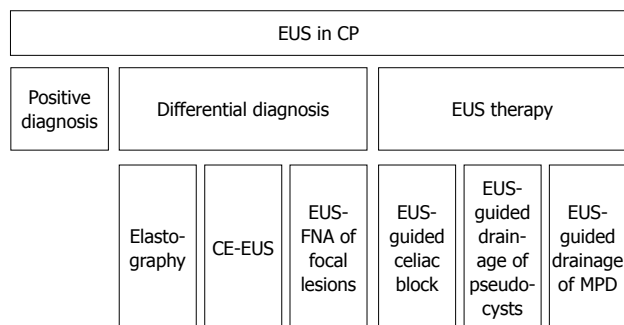 EUS in CP
Positive
diagnosis
Differential diagnosis
EUS therapy
Elasto-
graphy
CE-EUS
EUS-
FNA of
focal
lesions
EUS-
guided
celiac
block
EUS-
guided
drain-
age of
pseudo-
cysts
EUS-
guided
drainage
of MPD